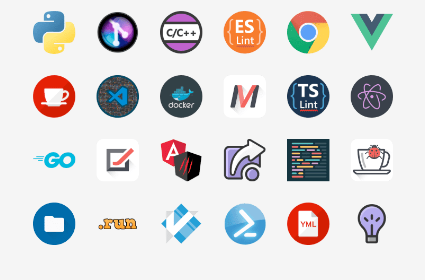 C/C++
ES
Lint
docker
TS
Lint
GO
.run
YML